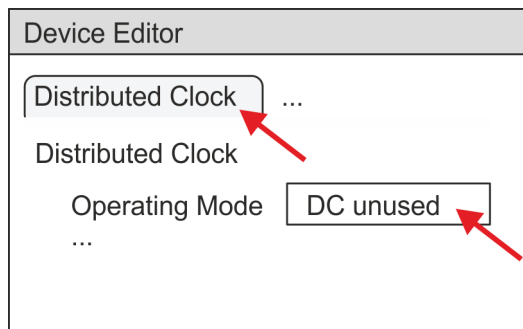 Device Editor
Distributed Clock ...
Distributed Clock
Operating Mode DC unused
...